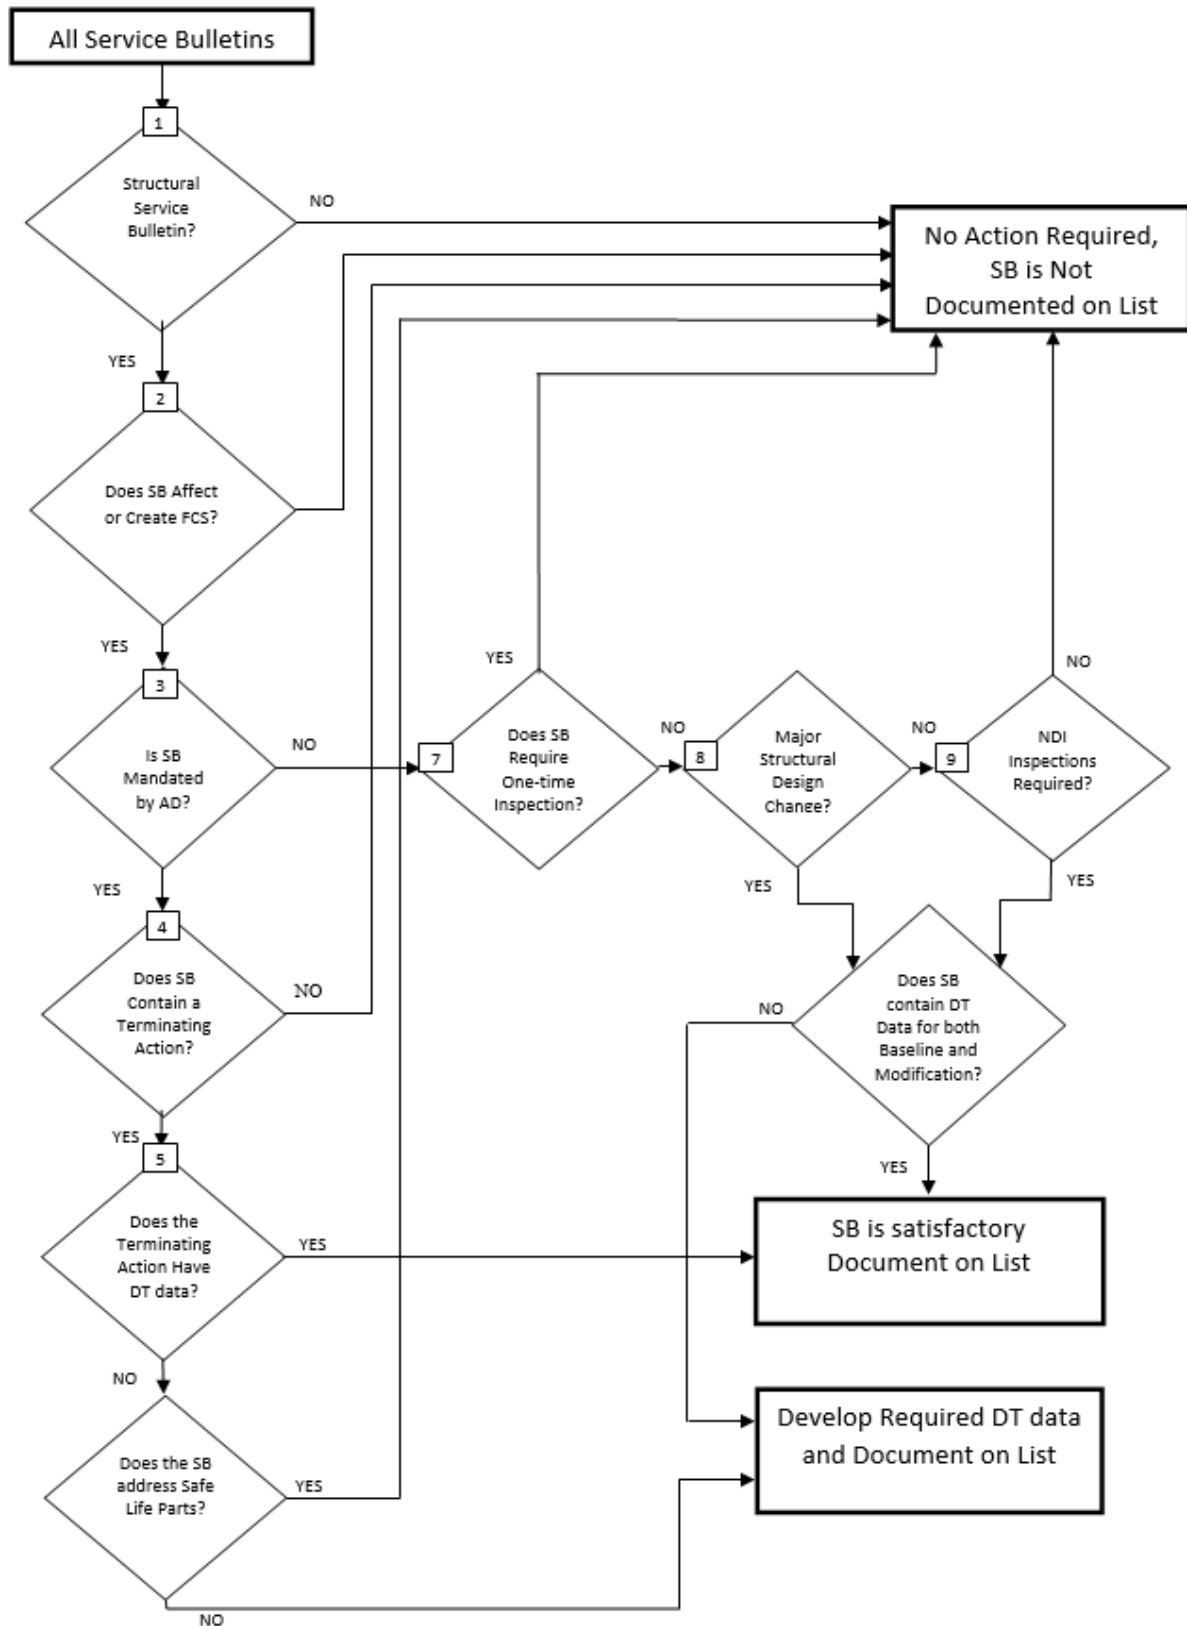 All Service Bulletins
1
Structural
Service
Bulletin?
NO
No Action Required,
SB is Not
Documented on List
YES
2
Does SB Affect
or Create FCS?
YES
3
Is SB
Mandated
by AD?
NO
YES
7
Does SB
Require
One-time
Inspection?
NO
8
Major
Structural
Design
Change?
NO
9
NDI
Inspections
Required?
NO
YES
YES
YES
4
Does SB
Contain a
Terminating
Action?
NO
Does SB
contain DT
Data for both
Baseline and
Modification?
NO
YES
YES
5
Does the
Terminating
Action Have
DT data?
YES
SB is satisfactory
Document on List
NO
Does the SB
address Safe
Life Parts?
YES
Develop Required DT data
and Document on List
NO